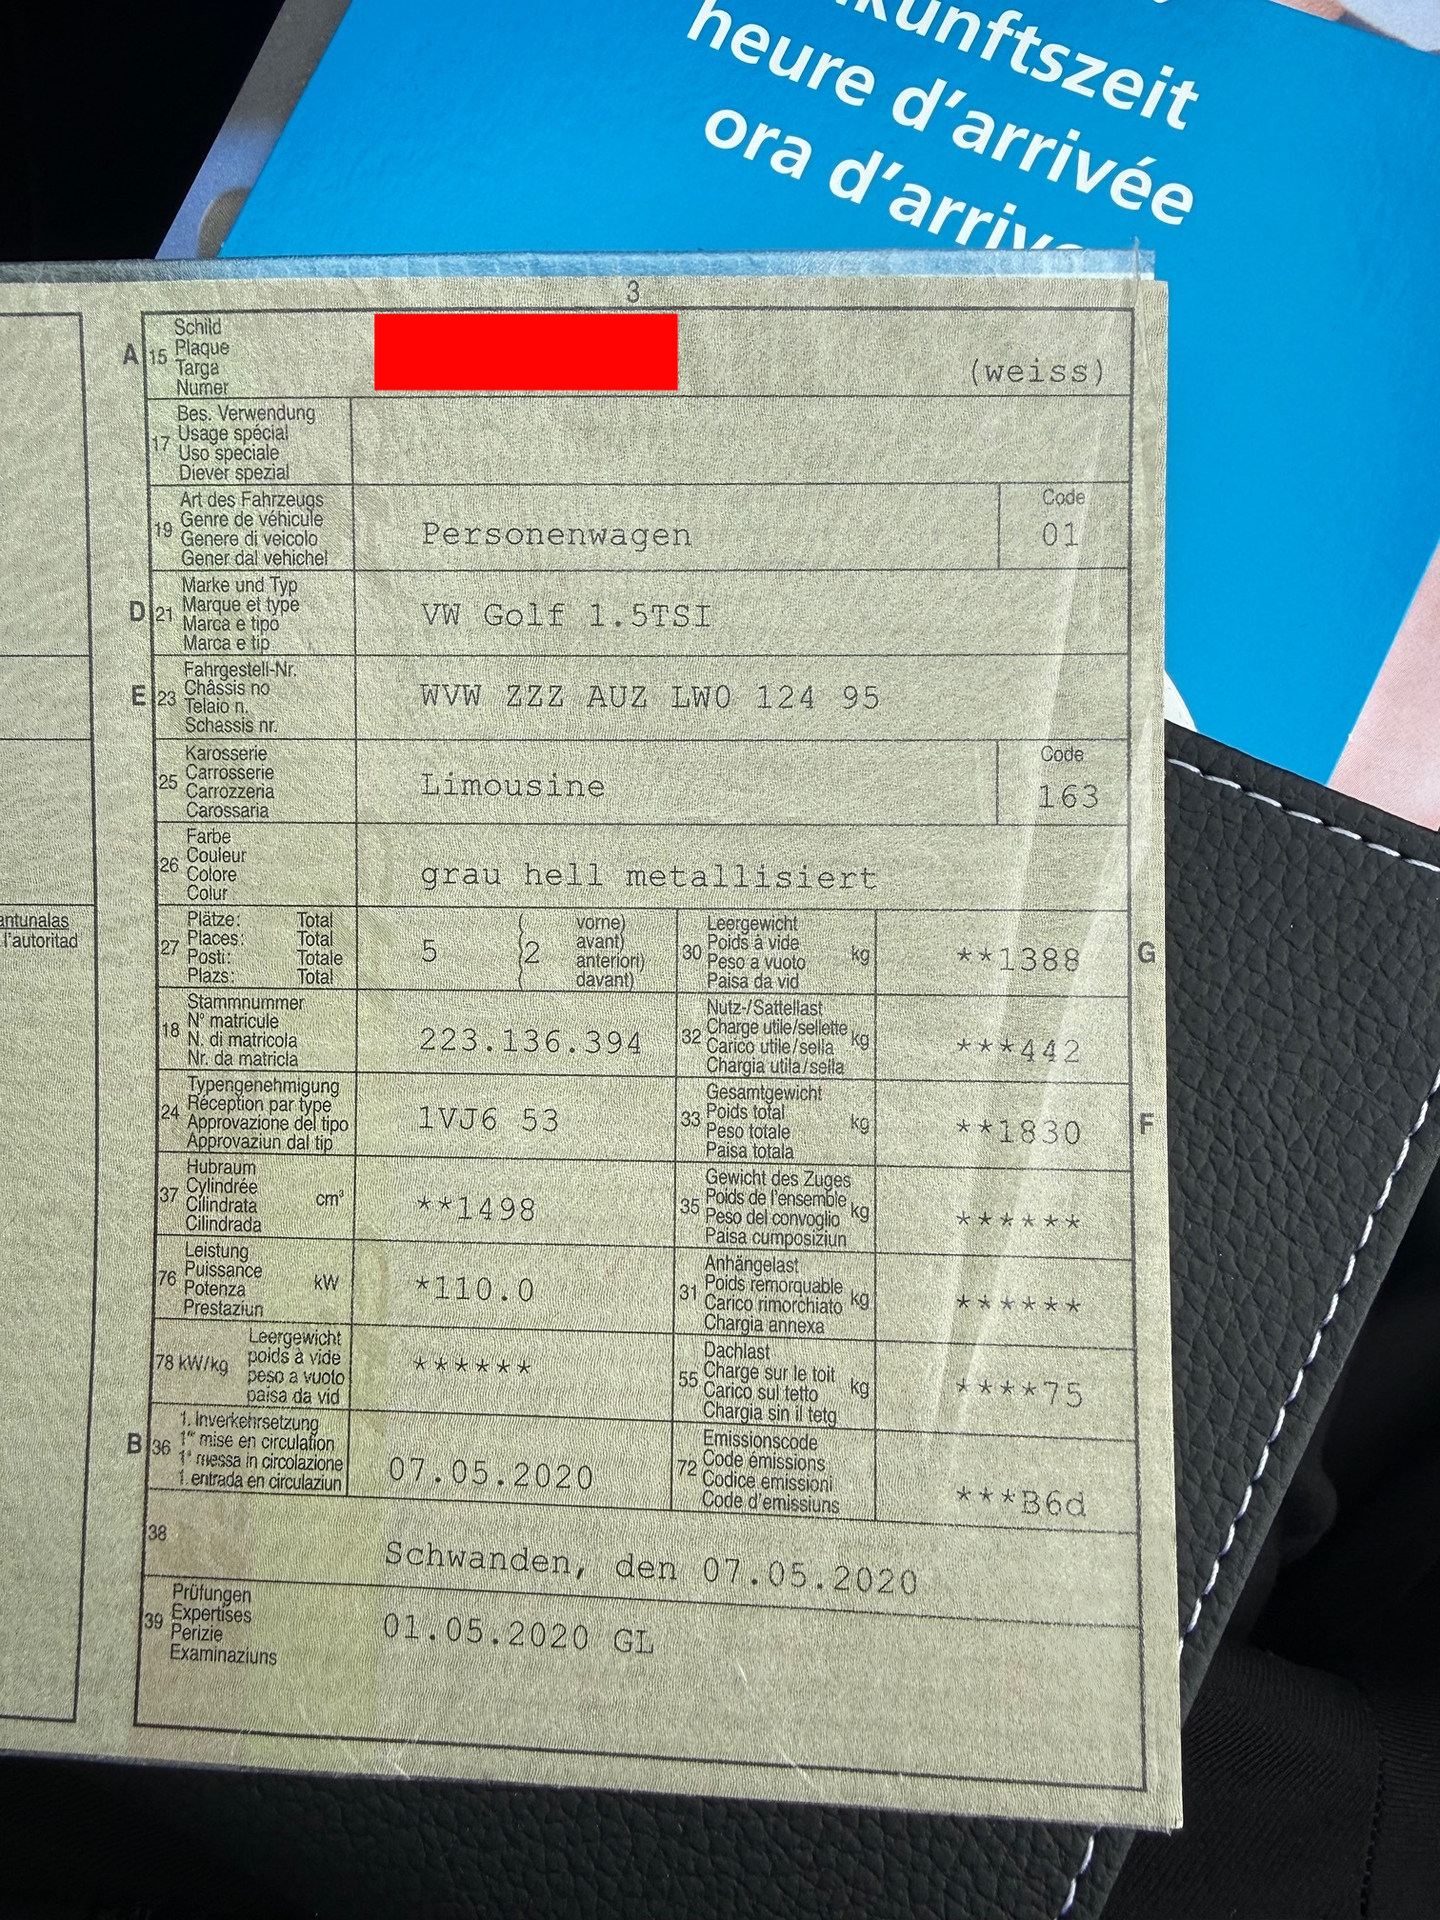 kunftszeit
heure d'arrivée
ora d'arrivo
3
A 15 Schild
Plaque
Targa
Numer
(weiss)
17 Bes. Verwendung
Usage spécial
Uso speciale
Diever spezial
19 Art des Fahrzeugs
Genre de véhicule
Genere di veicolo
Gener dal vehichel
Personenwagen
Code
01
D 21 Marke und Typ
Marque et type
Marca e tipo
Marca e tip
VW Golf 1.5TSI
E 23 Fahrgestell-Nr.
Châssis no
Telaio n.
Schassis nr.
WVW ZZZ AUZ LW0 124 95
25 Karosserie
Carrosserie
Carrozzeria
Carossaria
Limousine
Code
163
26 Farbe
Couleur
Colore
Colur
grau hell metallisiert
antunalas
l'autoritad
27 Plätze: Total
Places: Total
Posti: Totale
Plazs: Total
5 ( 2 vorne)
( avant)
( anteriori)
( davant)
30 Leergewicht
Poids à vide
Peso a vuoto
Paisa da vid
kg
**1388
G
18 Stammnummer
N° matricule
N. di matricola
Nr. da matricla
223.136.394
32 Nutz-/Sattellast
Charge utile/sellette
Carico utile/sella
Chargia utila/sella
kg
***442
24 Typengenehmigung
Réception par type
Approvazione del tipo
Approvaziun dal tip
1VJ6 53
33 Gesamtgewicht
Poids total
Peso totale
Paisa totala
kg
**1830
F
37 Hubraum
Cylindrée
Cilindrata
Cilindrada
cm³
**1498
35 Gewicht des Zuges
Poids de l'ensemble
Peso del convoglio
Paisa cumposiziun
kg
******
76 Leistung
Puissance
Potenza
Prestaziun
kW
*110.0
31 Anhängelast
Poids remorquable
Carico rimorchiato
Chargia annexa
kg
******
78 kW/kg Leergewicht
poids à vide
peso a vuoto
paisa da vid
******
55 Dachlast
Charge sur le toit
Carico sul tetto
Chargia sin il tetg
kg
****75
B 36 1. Inverkehrsetzung
1re mise en circulation
1a messa in circolazione
1. entrada en circulaziun
07.05.2020
72 Emissionscode
Code émissions
Codice emissioni
Code d'emissiuns
***B6d
38
Schwanden, den 07.05.2020
39 Prüfungen
Expertises
Perizie
Examinaziuns
01.05.2020 GL